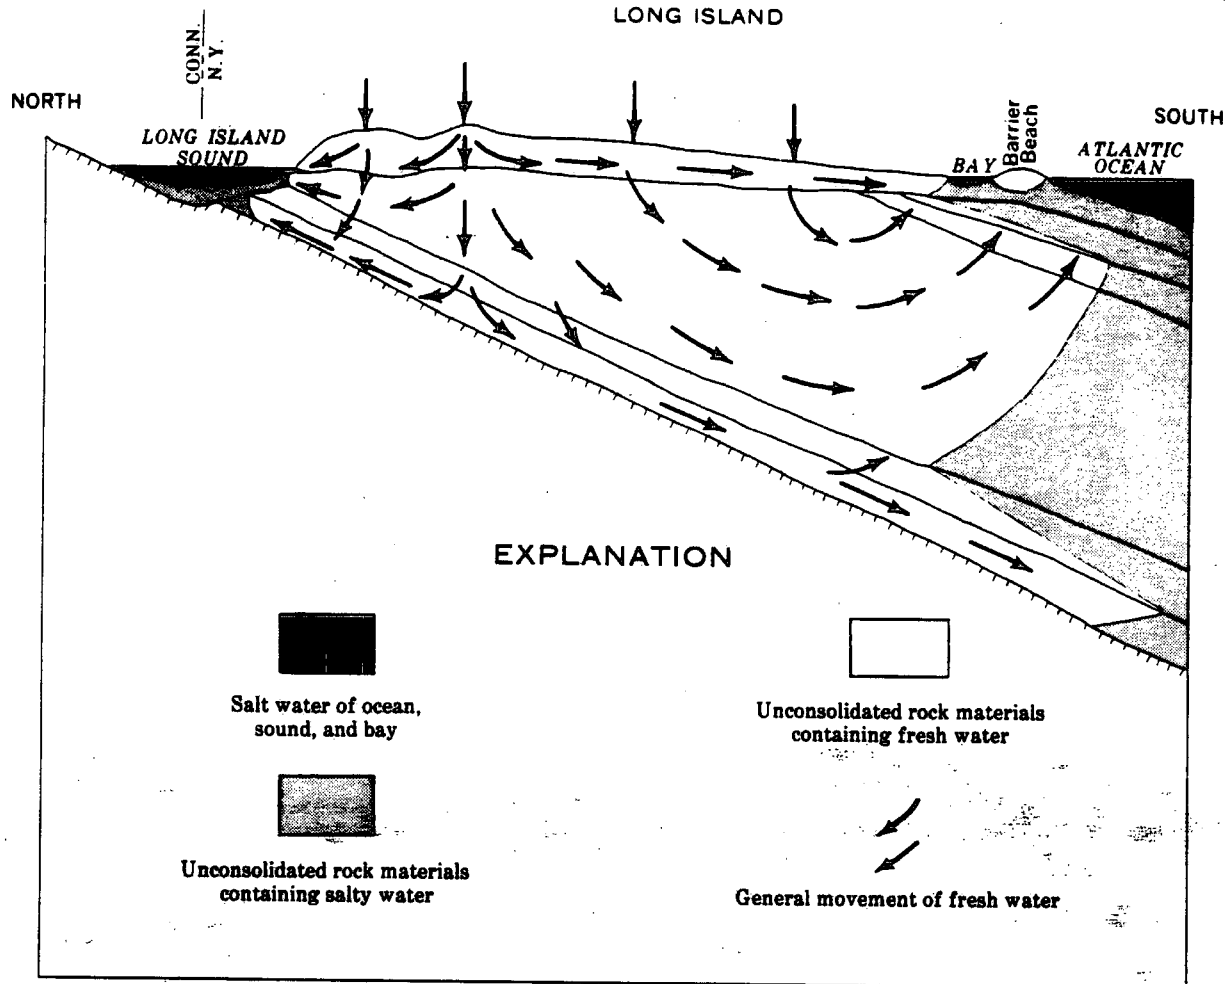 LONG ISLAND
CONN.
N.Y.
NORTH
SOUTH
LONG ISLAND
SOUND
BAY
Barrier
Beach
ATLANTIC
OCEAN
EXPLANATION
Salt water of ocean,
sound, and bay
Unconsolidated rock materials
containing fresh water
Unconsolidated rock materials
containing salty water
General movement of fresh water